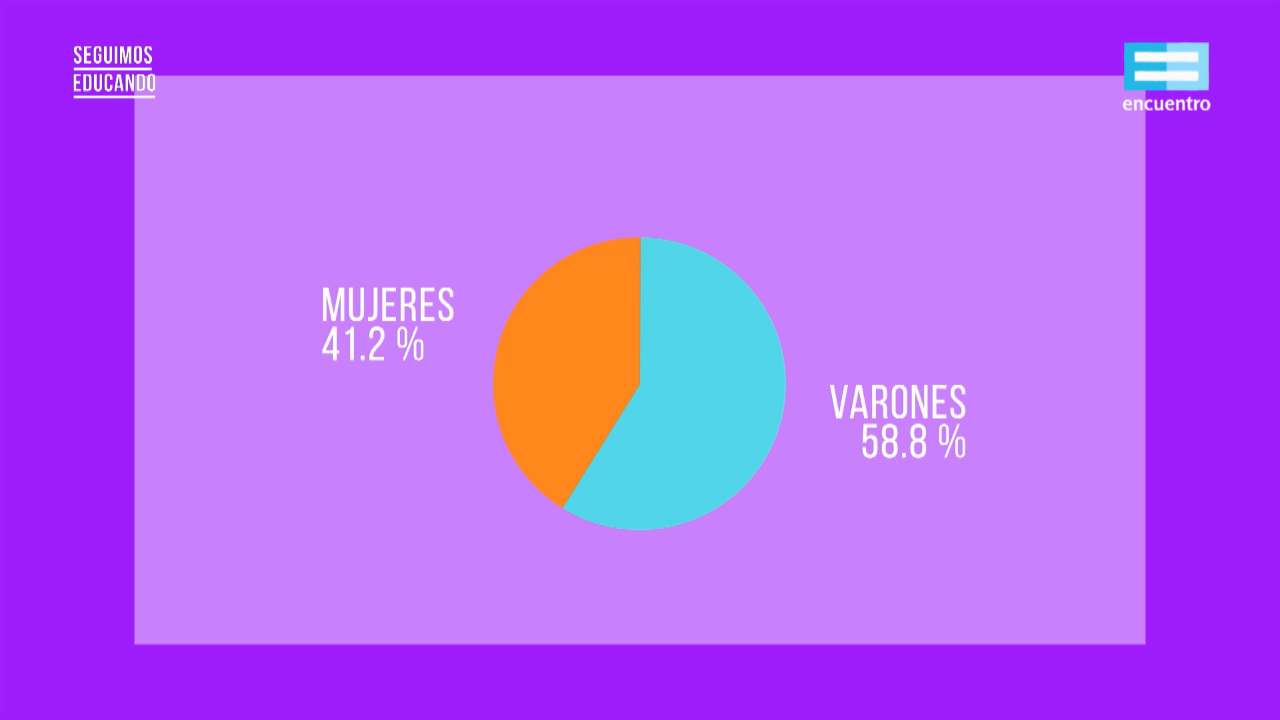 SEGUIMOS
EDUCANDO
encuentro
MUJERES
41.2 %
VARONES
58.8 %